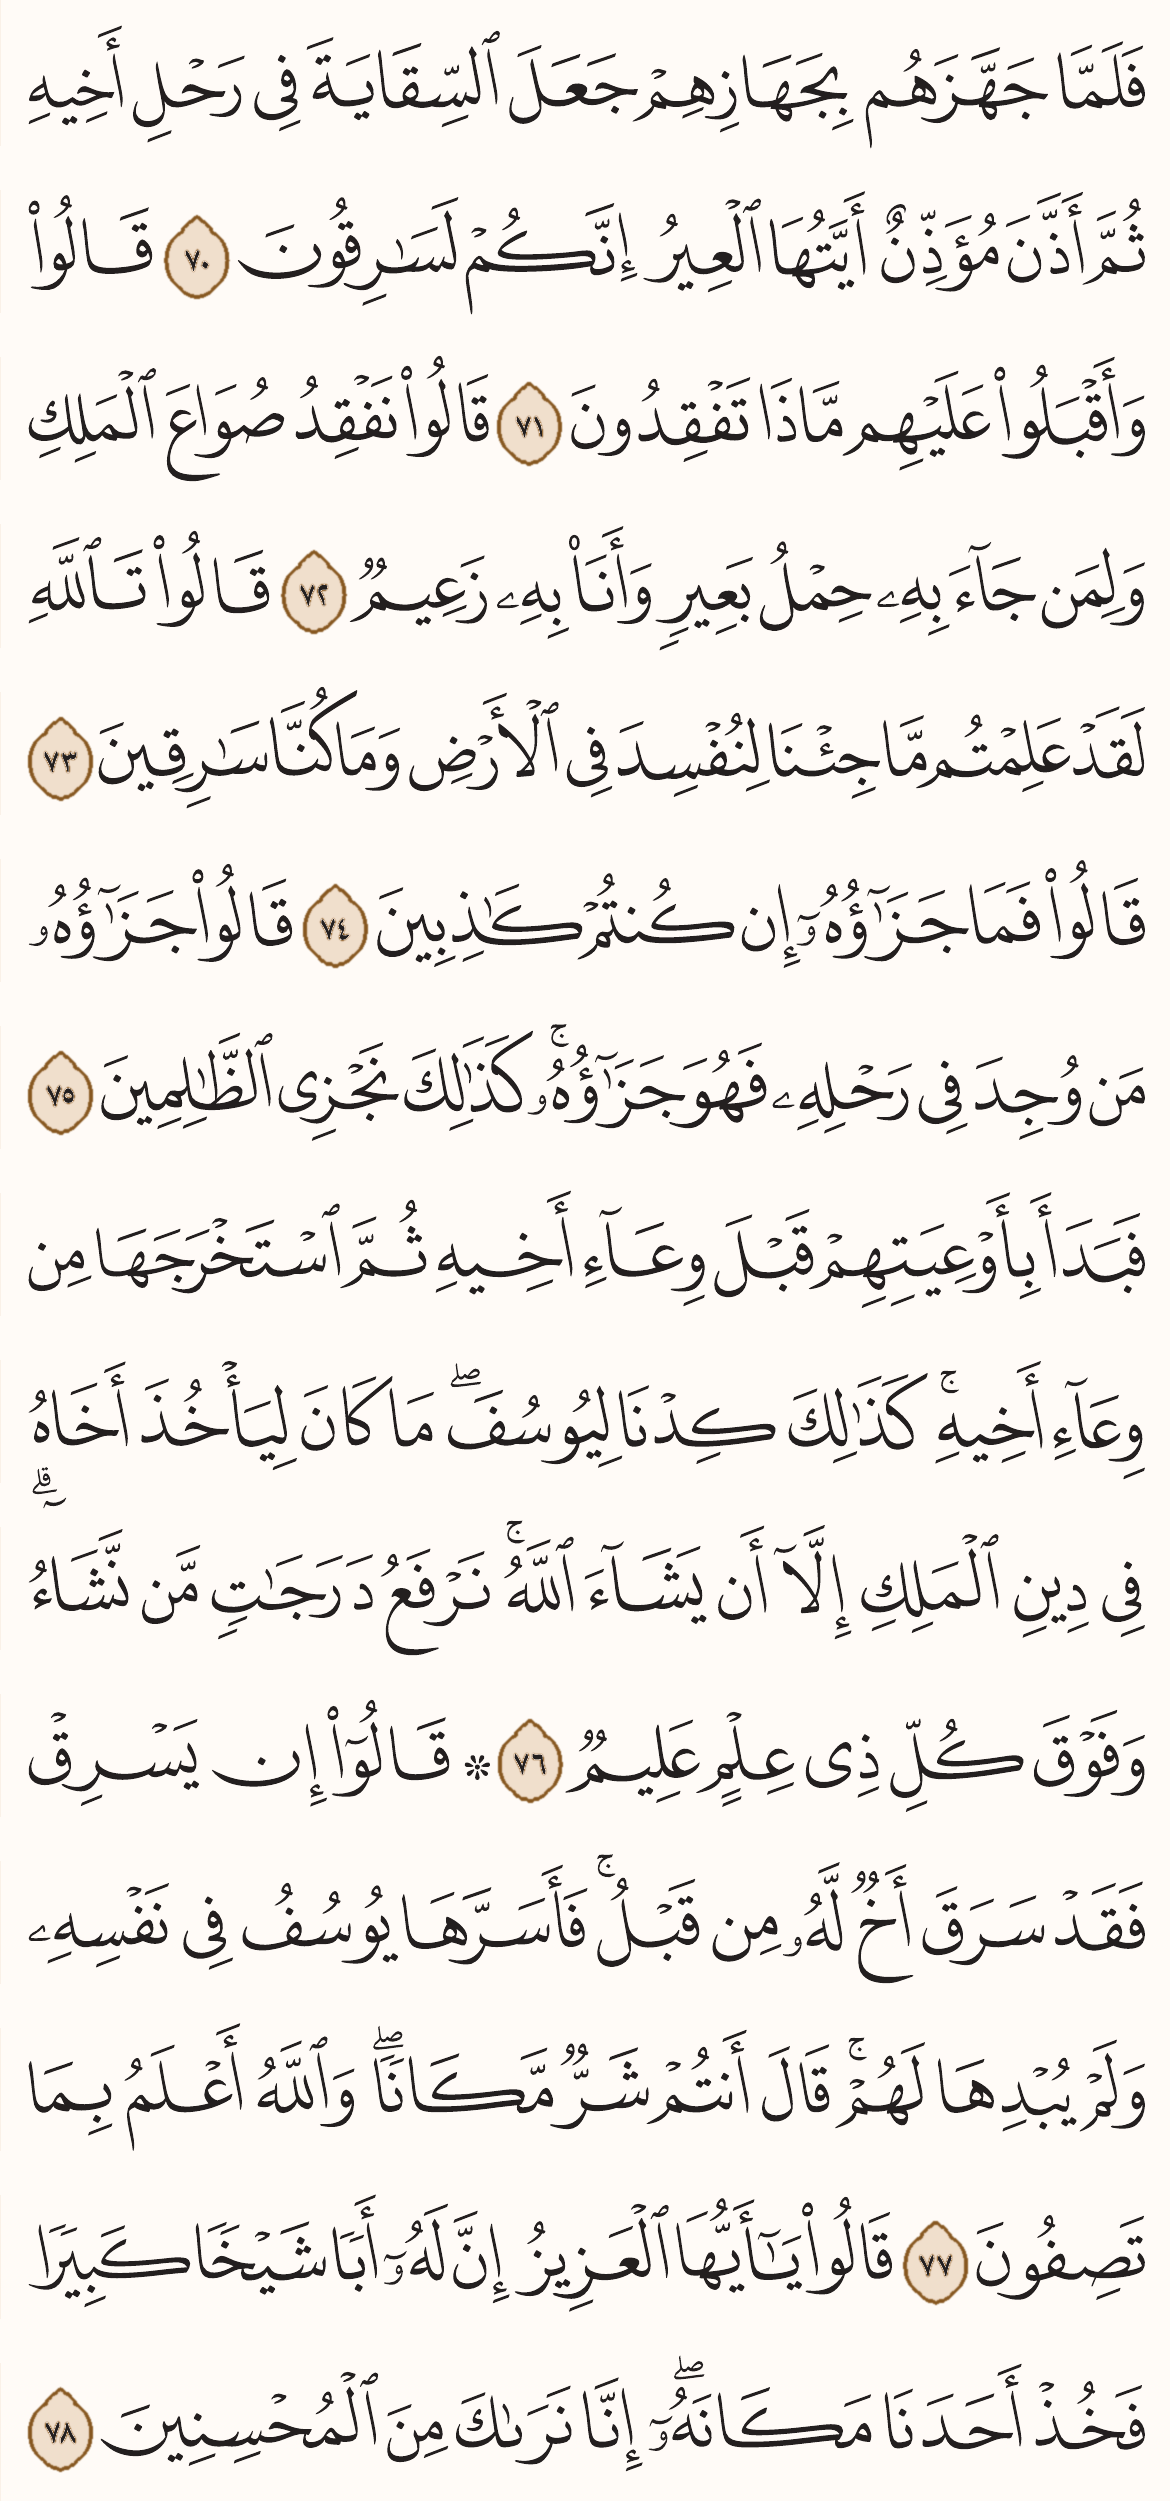 فَلَمَّا جَهَّزَهُم بِجَهَازِهِمْ جَعَلَ ٱلسِّقَايَةَ فِى رَحْلِ أَخِيهِ
ثُمَّ أَذَّنَ مُؤَذِّنٌ أَيَّتُهَا ٱلْعِيرُ إِنَّكُمْ لَسَٰرِقُونَ ٧٠ قَالُوا۟
وَأَقْبَلُوا۟ عَلَيْهِم مَّاذَا تَفْقِدُونَ ٧١ قَالُوا۟ نَفْقِدُ صُوَاعَ ٱلْمَلِكِ
وَلِمَن جَآءَ بِهِۦ حِمْلُ بَعِيرٍ وَأَنَا۠ بِهِۦ زَعِيمٌ ٧٢ قَالُوا۟ تَٱللَّهِ
لَقَدْ عَلِمْتُم مَّا جِئْنَا لِنُفْسِدَ فِى ٱلْأَرْضِ وَمَا كُنَّا سَٰرِقِينَ ٧٣
قَالُوا۟ فَمَا جَزَٰٓؤُهُۥٓ إِن كُنتُمْ كَٰذِبِينَ ٧٤ قَالُوا۟ جَزَٰٓؤُهُۥ
مَن وُجِدَ فِى رَحْلِهِۦ فَهُوَ جَزَٰٓؤُهُۥ ۚ كَذَٰلِكَ نَجْزِى ٱلظَّٰلِمِينَ ٧٥
فَبَدَأَ بِأَوْعِيَتِهِمْ قَبْلَ وِعَآءِ أَخِيهِ ثُمَّ ٱسْتَخْرَجَهَا مِن
وِعَآءِ أَخِيهِ ۚ كَذَٰلِكَ كِدْنَا لِيُوسُفَ ۖ مَا كَانَ لِيَأْخُذَ أَخَاهُ
فِى دِينِ ٱلْمَلِكِ إِلَّآ أَن يَشَآءَ ٱللَّهُ ۚ نَرْفَعُ دَرَجَٰتٍ مَّن نَّشَآءُ ۗ
وَفَوْقَ كُلِّ ذِى عِلْمٍ عَلِيمٌ ٧٦ ۞ قَالُوٓا۟ إِن يَسْرِقْ
فَقَدْ سَرَقَ أَخٌ لَّهُۥ مِن قَبْلُ ۚ فَأَسَرَّهَا يُوسُفُ فِى نَفْسِهِۦ
وَلَمْ يُبْدِهَا لَهُمْ ۚ قَالَ أَنتُمْ شَرٌّ مَّكَانًا ۖ وَٱللَّهُ أَعْلَمُ بِمَا
تَصِفُونَ ٧٧ قَالُوا۟ يَٰٓأَيُّهَا ٱلْعَزِيزُ إِنَّ لَهُۥٓ أَبًا شَيْخًا كَبِيرًا
فَخُذْ أَحَدَنَا مَكَانَهُۥٓ ۖ إِنَّا نَرَىٰكَ مِنَ ٱلْمُحْسِنِينَ ٧٨